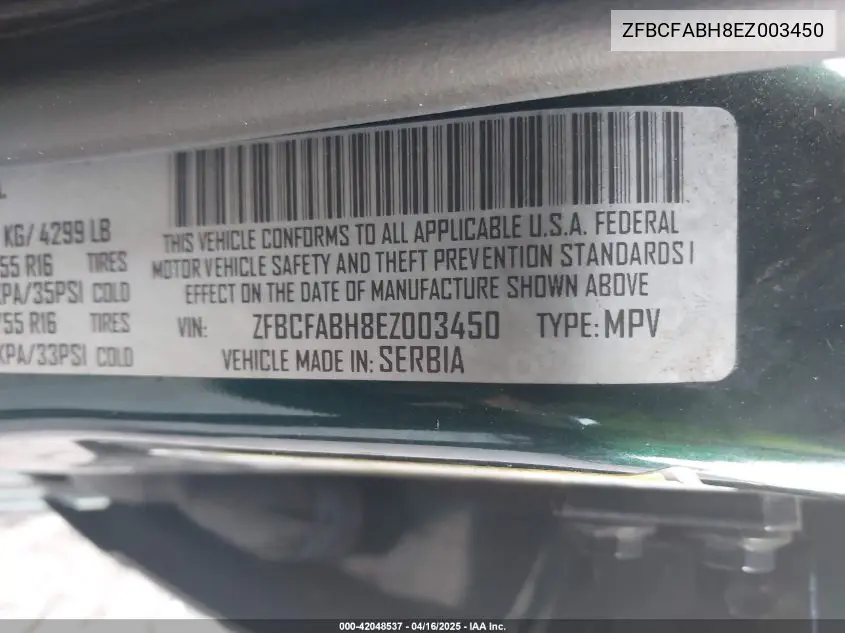 ZFBCFABH8EZ003450
KG/ 4299 LB
55 R16 TIRES
KPA/35PSI COLD
55 R16 TIRES
KPA/33PSI COLD
THIS VEHICLE CONFORMS TO ALL APPLICABLE U.S.A. FEDERAL
MOTOR VEHICLE SAFETY AND THEFT PREVENTION STANDARDS I
EFFECT ON THE DATE OF MANUFACTURE SHOWN ABOVE
VIN: ZFBCFABH8EZ003450 TYPE: MPV
VEHICLE MADE IN: SERBIA
000-42048537 - 04/16/2025 - IAA Inc.